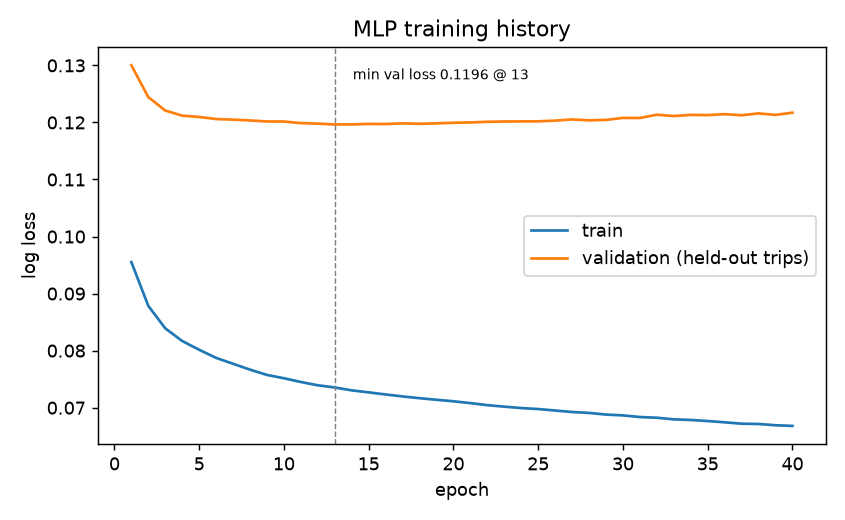 MLP training history
0.13
0.12
0.11
0.10
0.09
0.08
0.07
log loss
min val loss 0.1196 @ 13
train
validation (held-out trips)
0 5 10 15 20 25 30 35 40
epoch